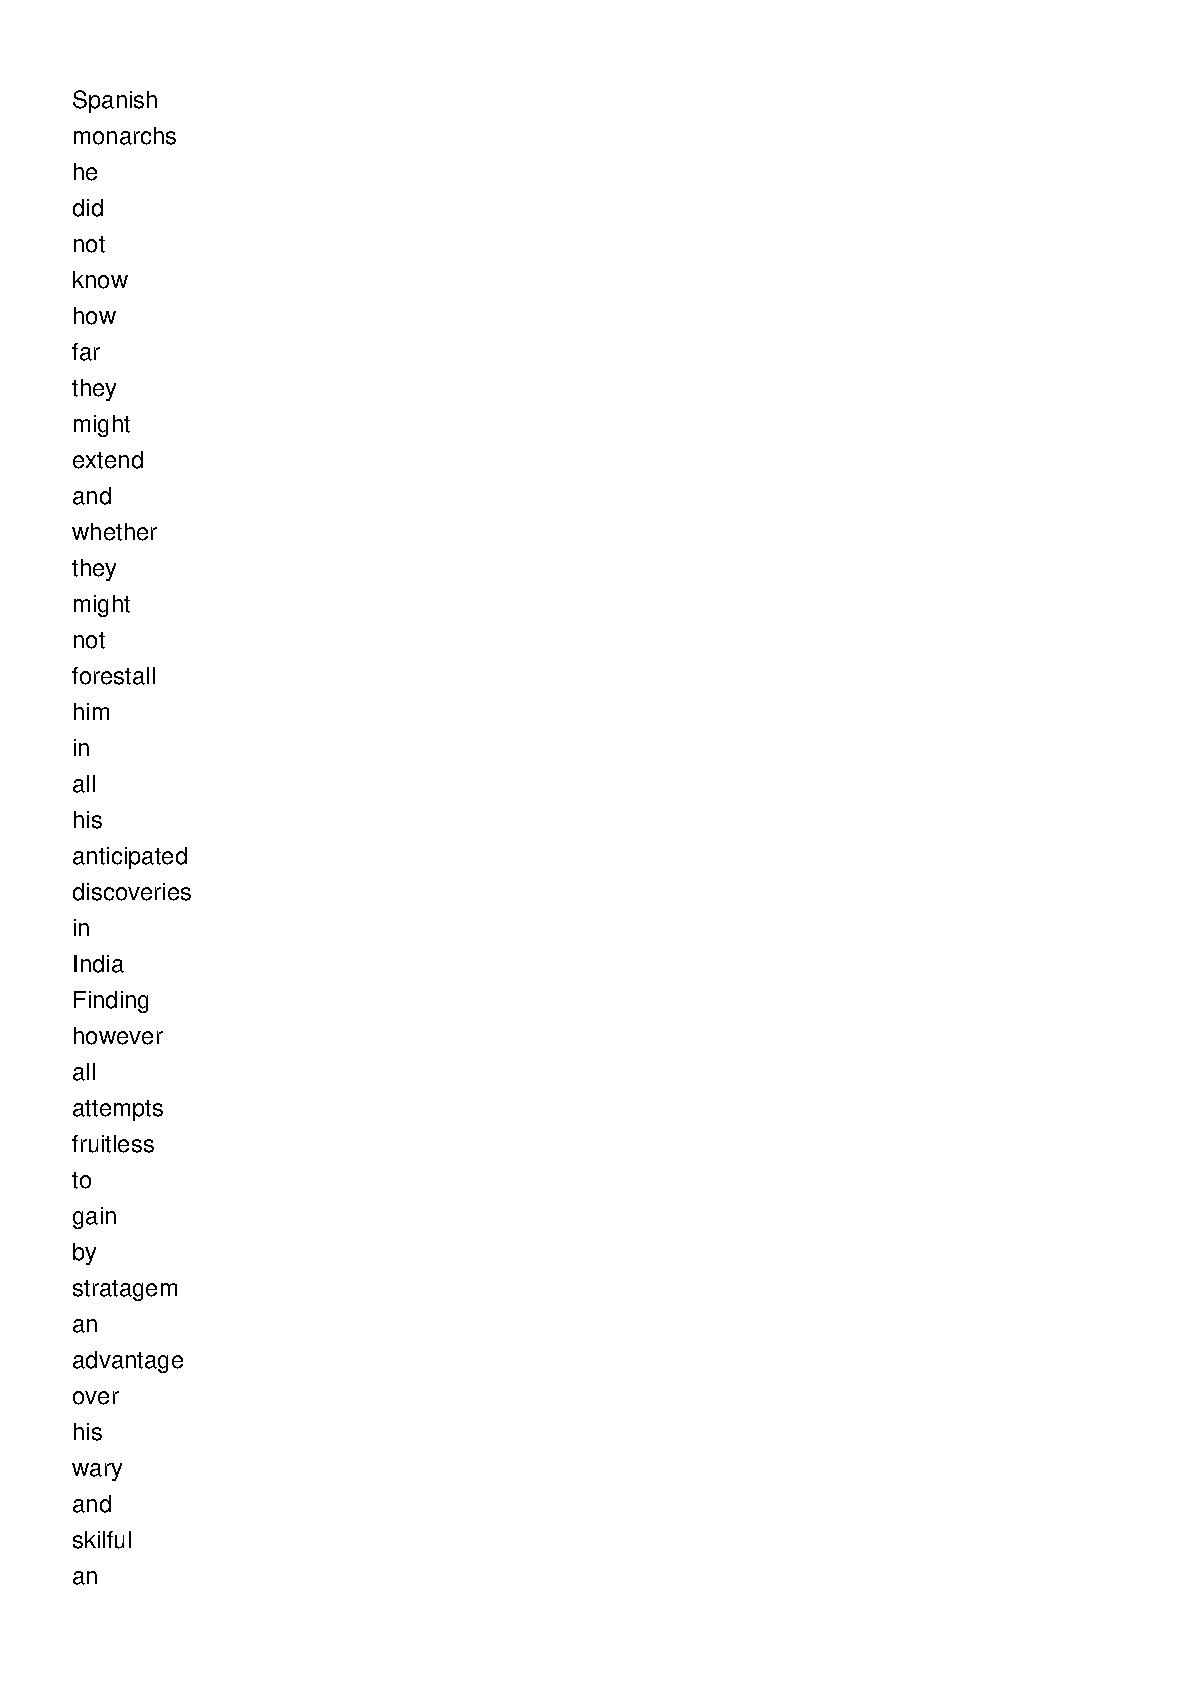 Spanish
monarchs
he
did
not
know
how
far
they
might
extend
and
whether
they
might
not
forestall
him
in
all
his
anticipated
discoveries
in
India
Finding
however
all
attempts
fruitless
to
gain
by
stratagem
an
advantage
over
his
wary
and
skilful
an